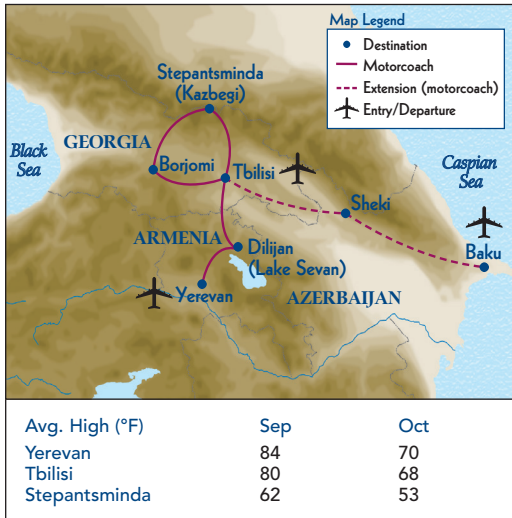 Map Legend
Destination
Motorcoach
Extension (motorcoach)
Entry/Departure
Stepantsminda
(Kazbegi)
GEORGIA
Black
Sea
Borjomi
Tbilisi
Caspian
Sea
Sheki
ARMENIA
Dilijan
(Lake Sevan)
Baku
Yerevan
AZERBAIJAN
Avg. High (°F) Sep Oct
Yerevan 84 70
Tbilisi 80 68
Stepantsminda 62 53